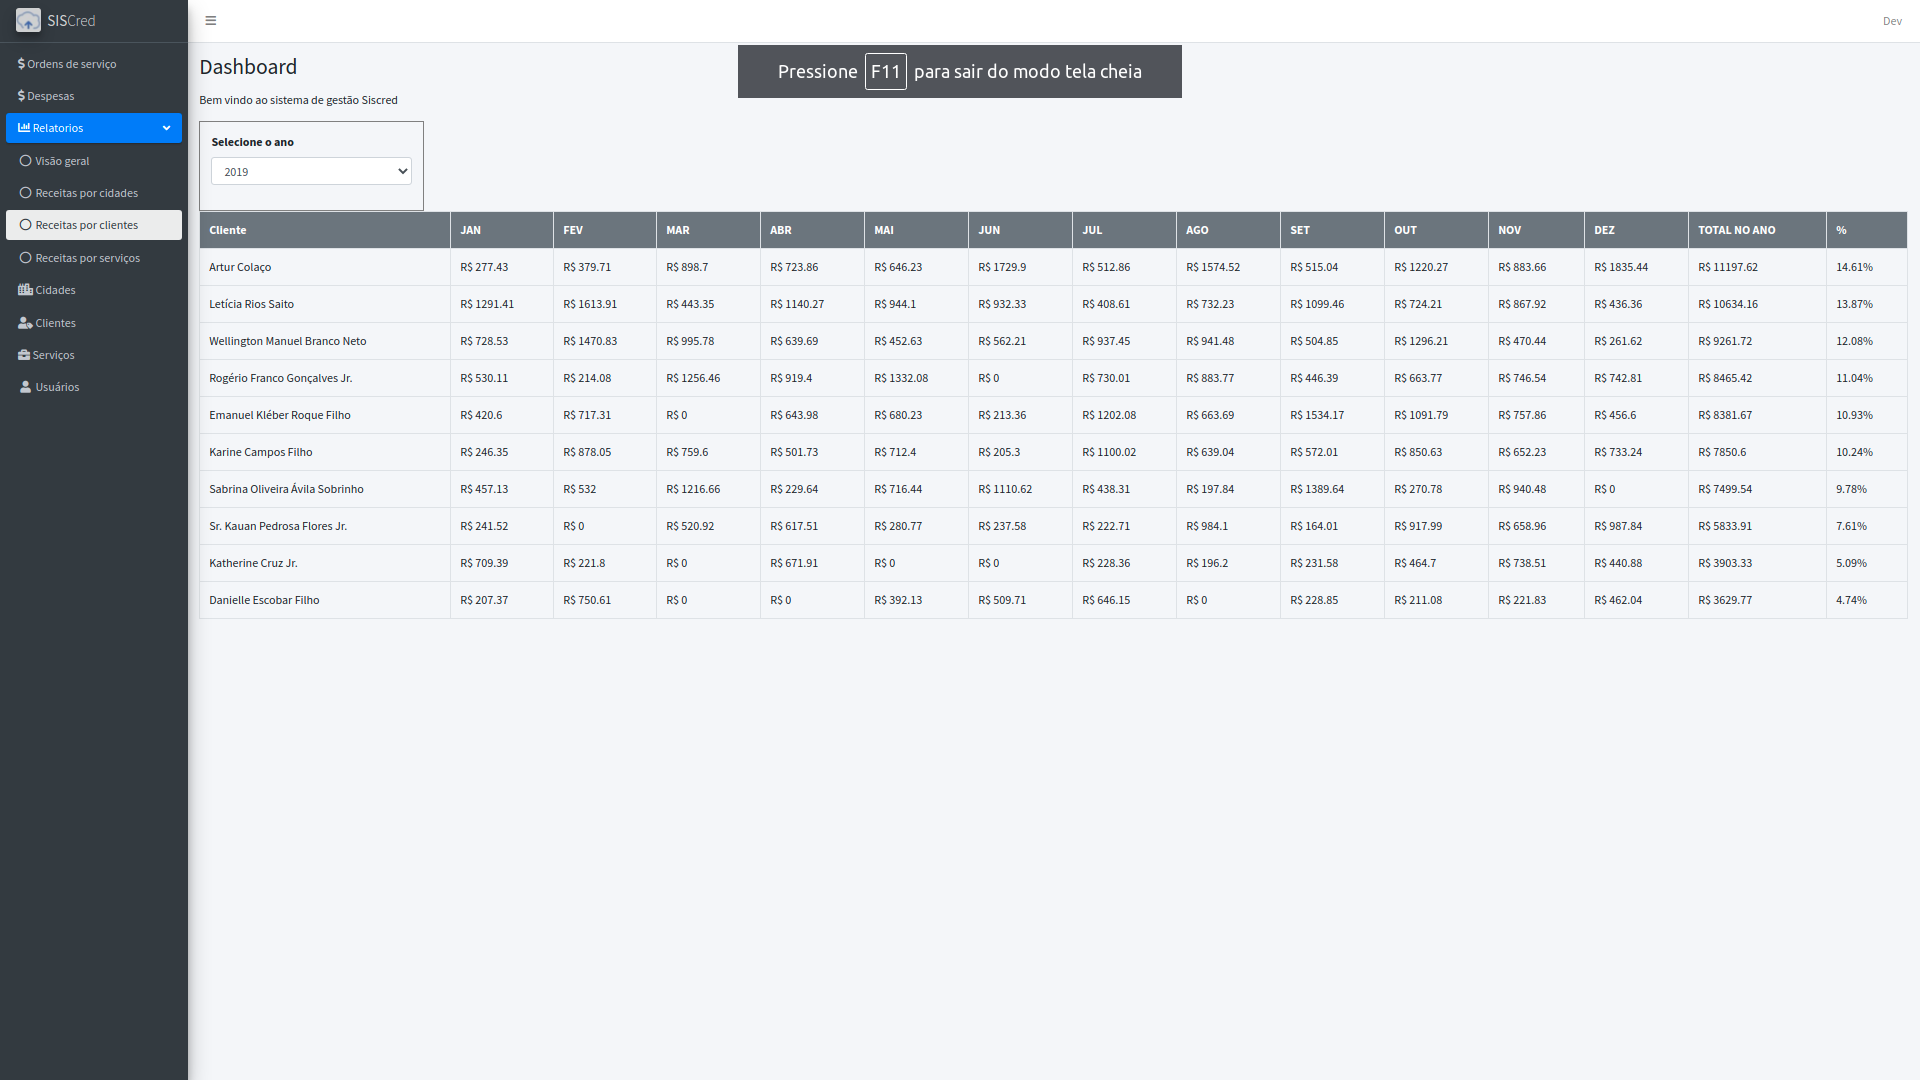 SISCred
Dev
Ordens de serviço
Despesas
Relatorios
Visão geral
Receitas por cidades
Receitas por clientes
Receitas por serviços
Cidades
Clientes
Serviços
Usuários
Pressione F11 para sair do modo tela cheia
Dashboard
Bem vindo ao sistema de gestão Siscred
Selecione o ano
2019
Cliente JAN FEV MAR ABR MAI JUN JUL AGO SET OUT NOV DEZ TOTAL NO ANO %
Artur Colaço R$ 277.43 R$ 379.71 R$ 898.7 R$ 723.86 R$ 646.23 R$ 1729.9 R$ 512.86 R$ 1574.52 R$ 515.04 R$ 1220.27 R$ 883.66 R$ 1835.44 R$ 11197.62 14.61%
Letícia Rios Saito R$ 1291.41 R$ 1613.91 R$ 443.35 R$ 1140.27 R$ 944.1 R$ 932.33 R$ 408.61 R$ 732.23 R$ 1099.46 R$ 724.21 R$ 867.92 R$ 436.36 R$ 10634.16 13.87%
Wellington Manuel Branco Neto R$ 728.53 R$ 1470.83 R$ 995.78 R$ 639.69 R$ 452.63 R$ 562.21 R$ 937.45 R$ 941.48 R$ 504.85 R$ 1296.21 R$ 470.44 R$ 261.62 R$ 9261.72 12.08%
Rogério Franco Gonçalves Jr. R$ 530.11 R$ 214.08 R$ 1256.46 R$ 919.4 R$ 1332.08 R$ 0 R$ 730.01 R$ 883.77 R$ 446.39 R$ 663.77 R$ 746.54 R$ 742.81 R$ 8465.42 11.04%
Emanuel Kléber Roque Filho R$ 420.6 R$ 717.31 R$ 0 R$ 643.98 R$ 680.23 R$ 213.36 R$ 1202.08 R$ 663.69 R$ 1534.17 R$ 1091.79 R$ 757.86 R$ 456.6 R$ 8381.67 10.93%
Karine Campos Filho R$ 246.35 R$ 878.05 R$ 759.6 R$ 501.73 R$ 712.4 R$ 205.3 R$ 1100.02 R$ 639.04 R$ 572.01 R$ 850.63 R$ 652.23 R$ 733.24 R$ 7850.6 10.24%
Sabrina Oliveira Ávila Sobrinho R$ 457.13 R$ 532 R$ 1216.66 R$ 229.64 R$ 716.44 R$ 1110.62 R$ 438.31 R$ 197.84 R$ 1389.64 R$ 270.78 R$ 940.48 R$ 0 R$ 7499.54 9.78%
Sr. Kauan Pedrosa Flores Jr. R$ 241.52 R$ 0 R$ 520.92 R$ 617.51 R$ 280.77 R$ 237.58 R$ 222.71 R$ 984.1 R$ 164.01 R$ 917.99 R$ 658.96 R$ 987.84 R$ 5833.91 7.61%
Katherine Cruz Jr. R$ 709.39 R$ 221.8 R$ 0 R$ 671.91 R$ 0 R$ 0 R$ 228.36 R$ 196.2 R$ 231.58 R$ 464.7 R$ 738.51 R$ 440.88 R$ 3903.33 5.09%
Danielle Escobar Filho R$ 207.37 R$ 750.61 R$ 0 R$ 0 R$ 392.13 R$ 509.71 R$ 646.15 R$ 0 R$ 228.85 R$ 211.08 R$ 221.83 R$ 462.04 R$ 3629.77 4.74%